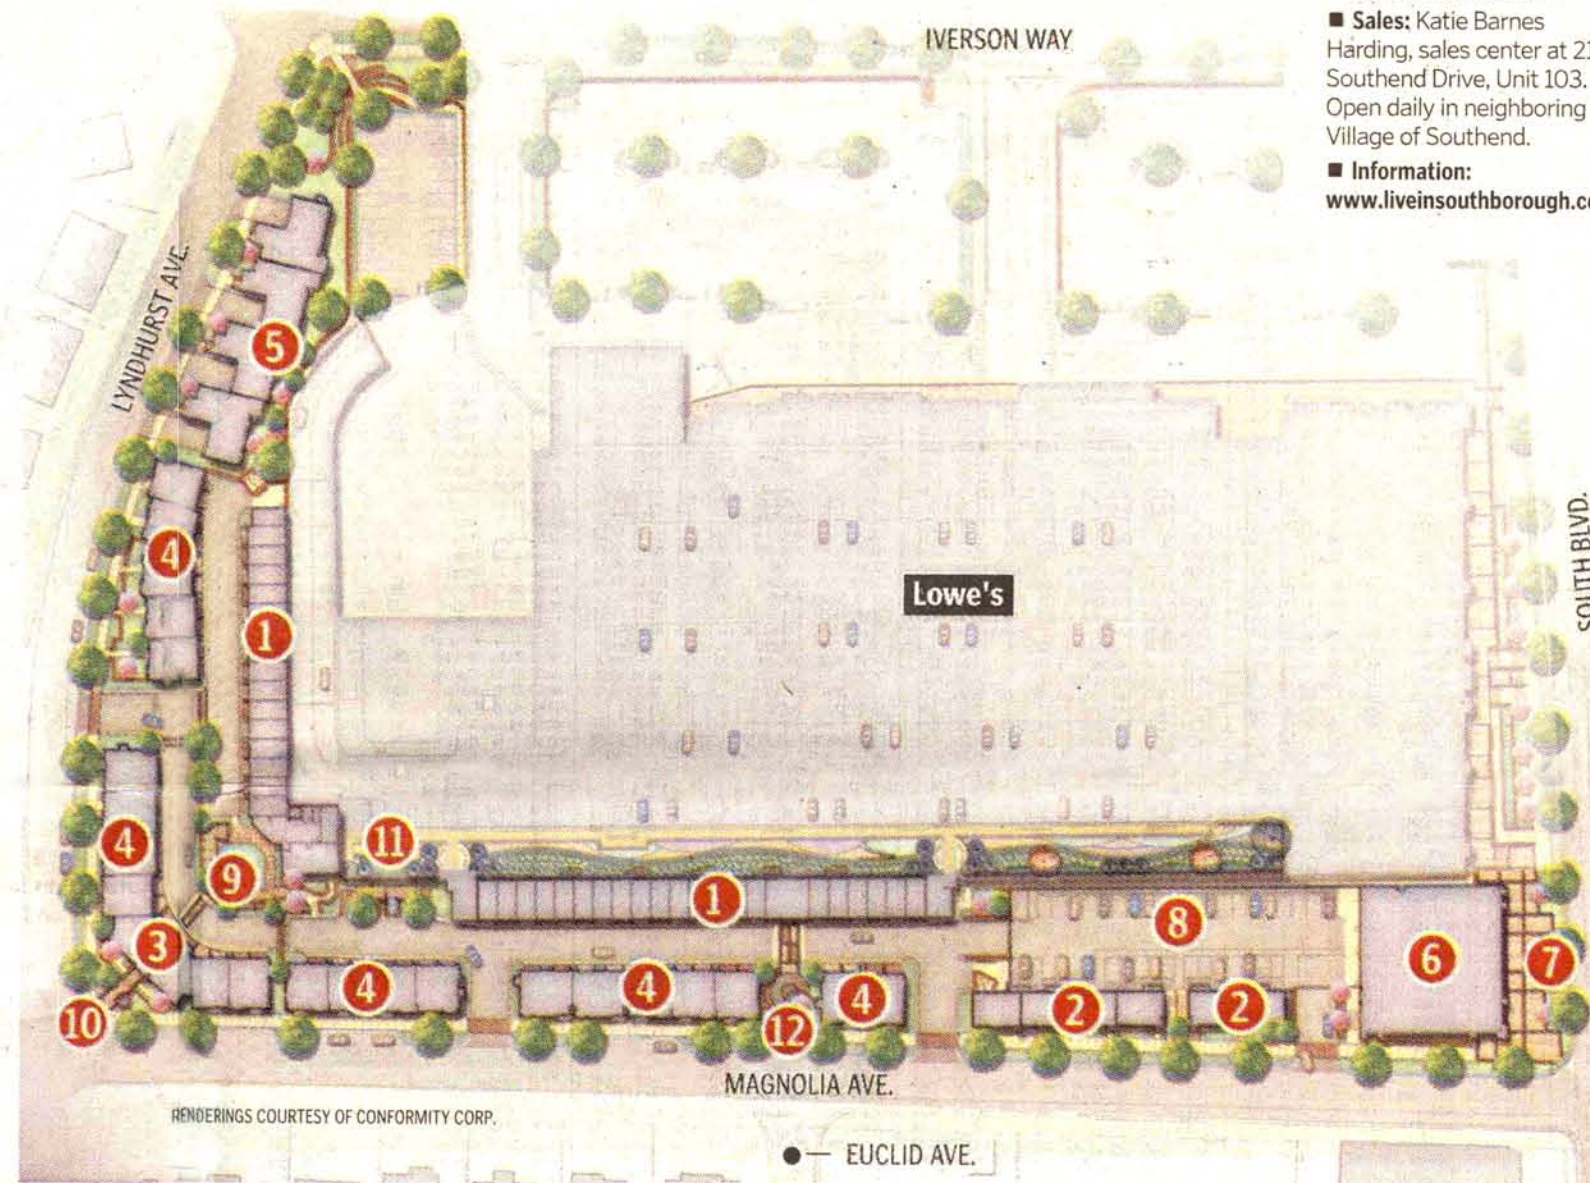 IVERSON WAY
■ Sales: Katie Barnes
Harding, sales center at 21
Southend Drive, Unit 103.
Open daily in neighboring
Village of Southend.
■ Information:
www.liveinsouthborough.co
LYNDHURST AVE.
5
4
1
Lowe's
SOUTH BLVD.
4
11
9
1
8
3
6
7
4
4
4
2
2
10
12
MAGNOLIA AVE.
RENDERINGS COURTESY OF CONFORMITY CORP.
EUCLID AVE.